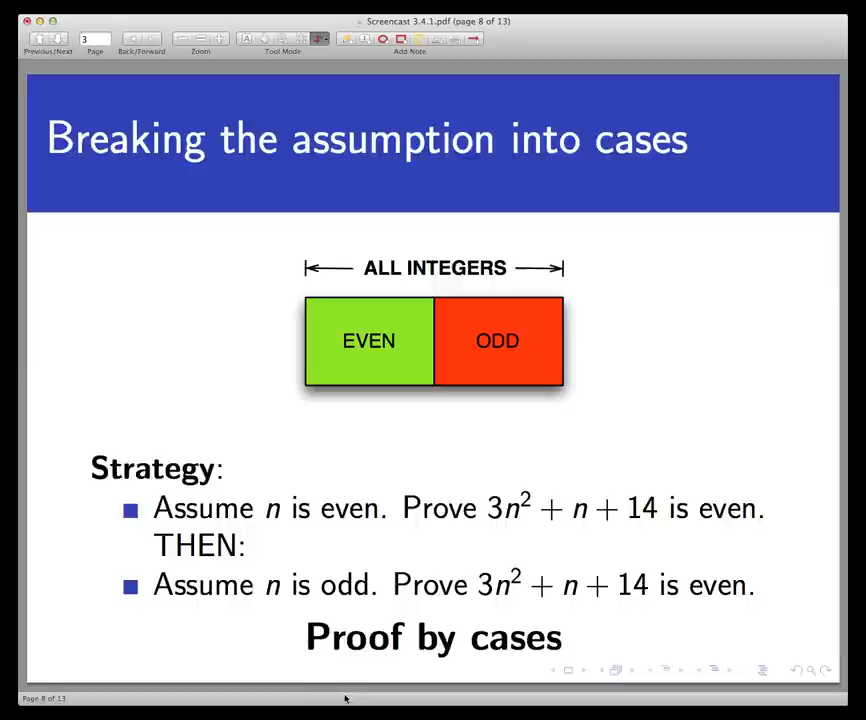 Screencast 3.4.1.pdf (page 8 of 13)
3
Previous/Next Page Back/Forward Zoom Tool Mode Add Note
Breaking the assumption into cases
ALL INTEGERS
EVEN ODD
Strategy:
Assume n is even. Prove 3n² + n + 14 is even.
THEN:
Assume n is odd. Prove 3n² + n + 14 is even.
Proof by cases
Page 8 of 13